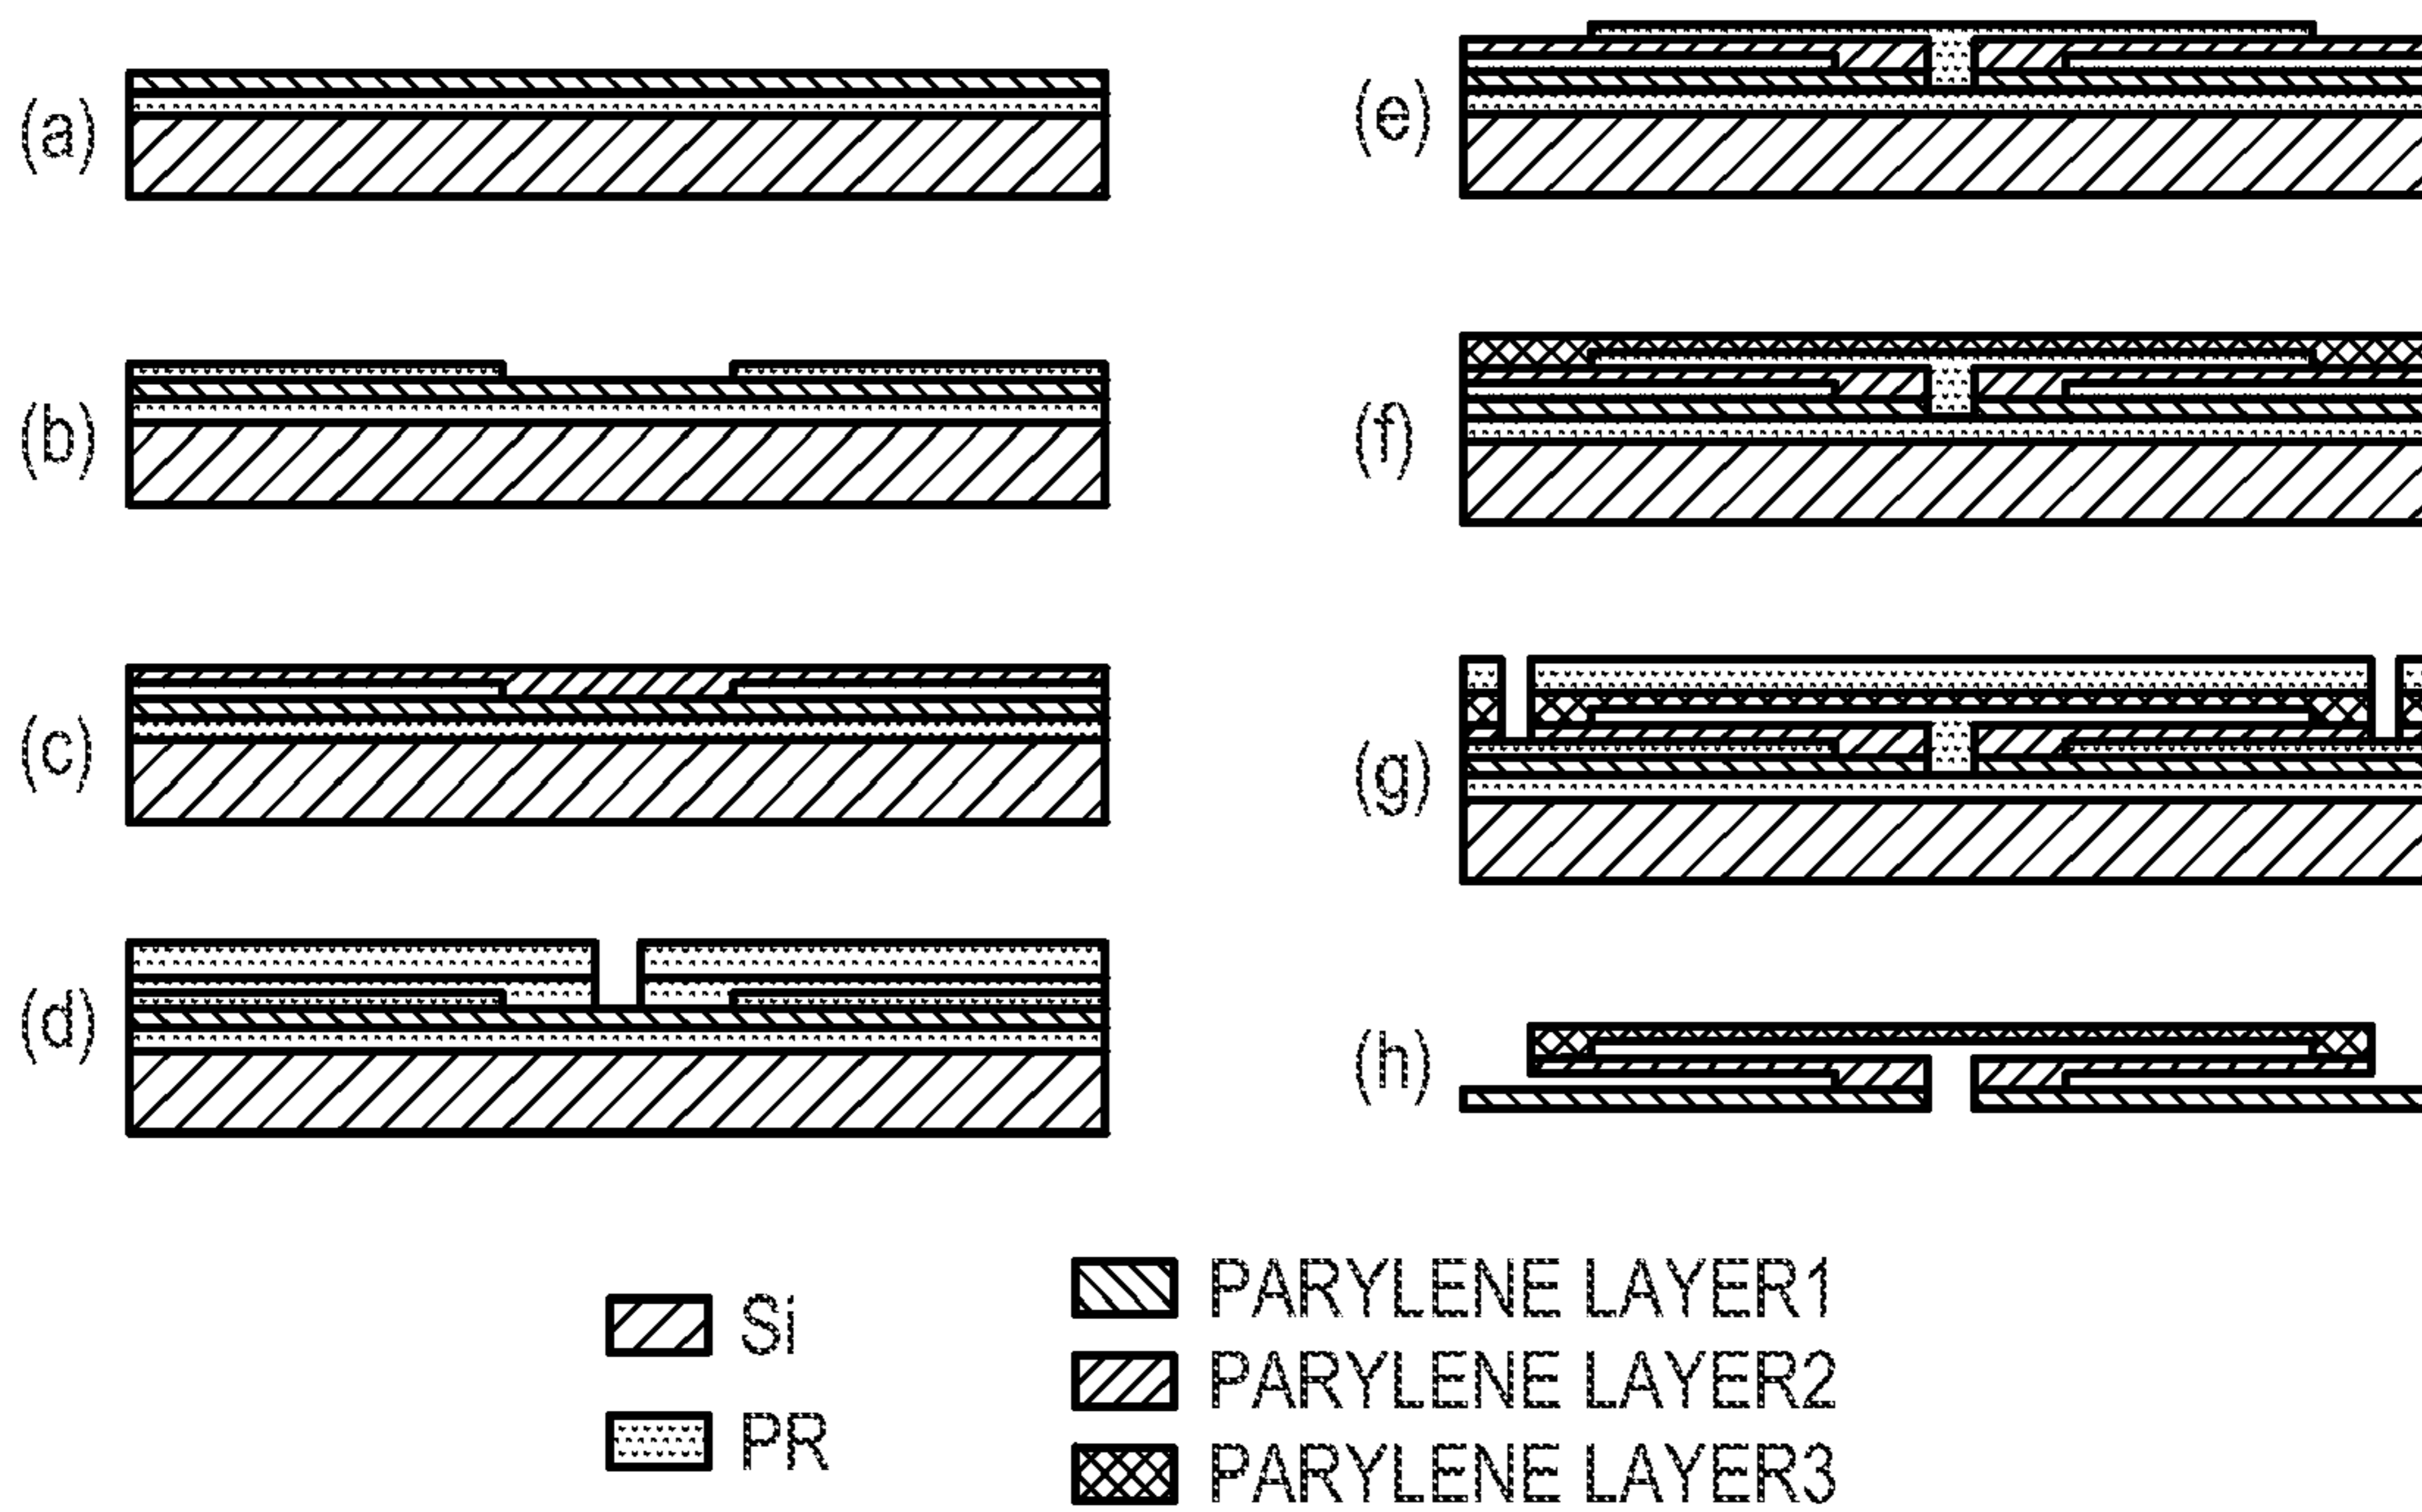 (a)
(b)
(c)
(d)
(e)
(f)
(g)
(h)
Si
PR
PARYLENE LAYER1
PARYLENE LAYER2
PARYLENE LAYER3